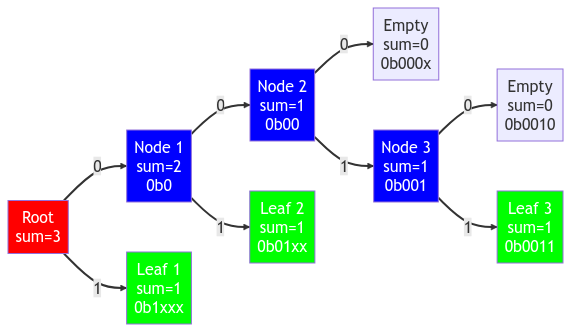 Root
sum=3
0
1
Node 1
sum=2
0b0
Leaf 1
sum=1
0b1xxx
0
1
Node 2
sum=1
0b00
Leaf 2
sum=1
0b01xx
0
1
Empty
sum=0
0b000x
Node 3
sum=1
0b001
0
1
Empty
sum=0
0b0010
Leaf 3
sum=1
0b0011